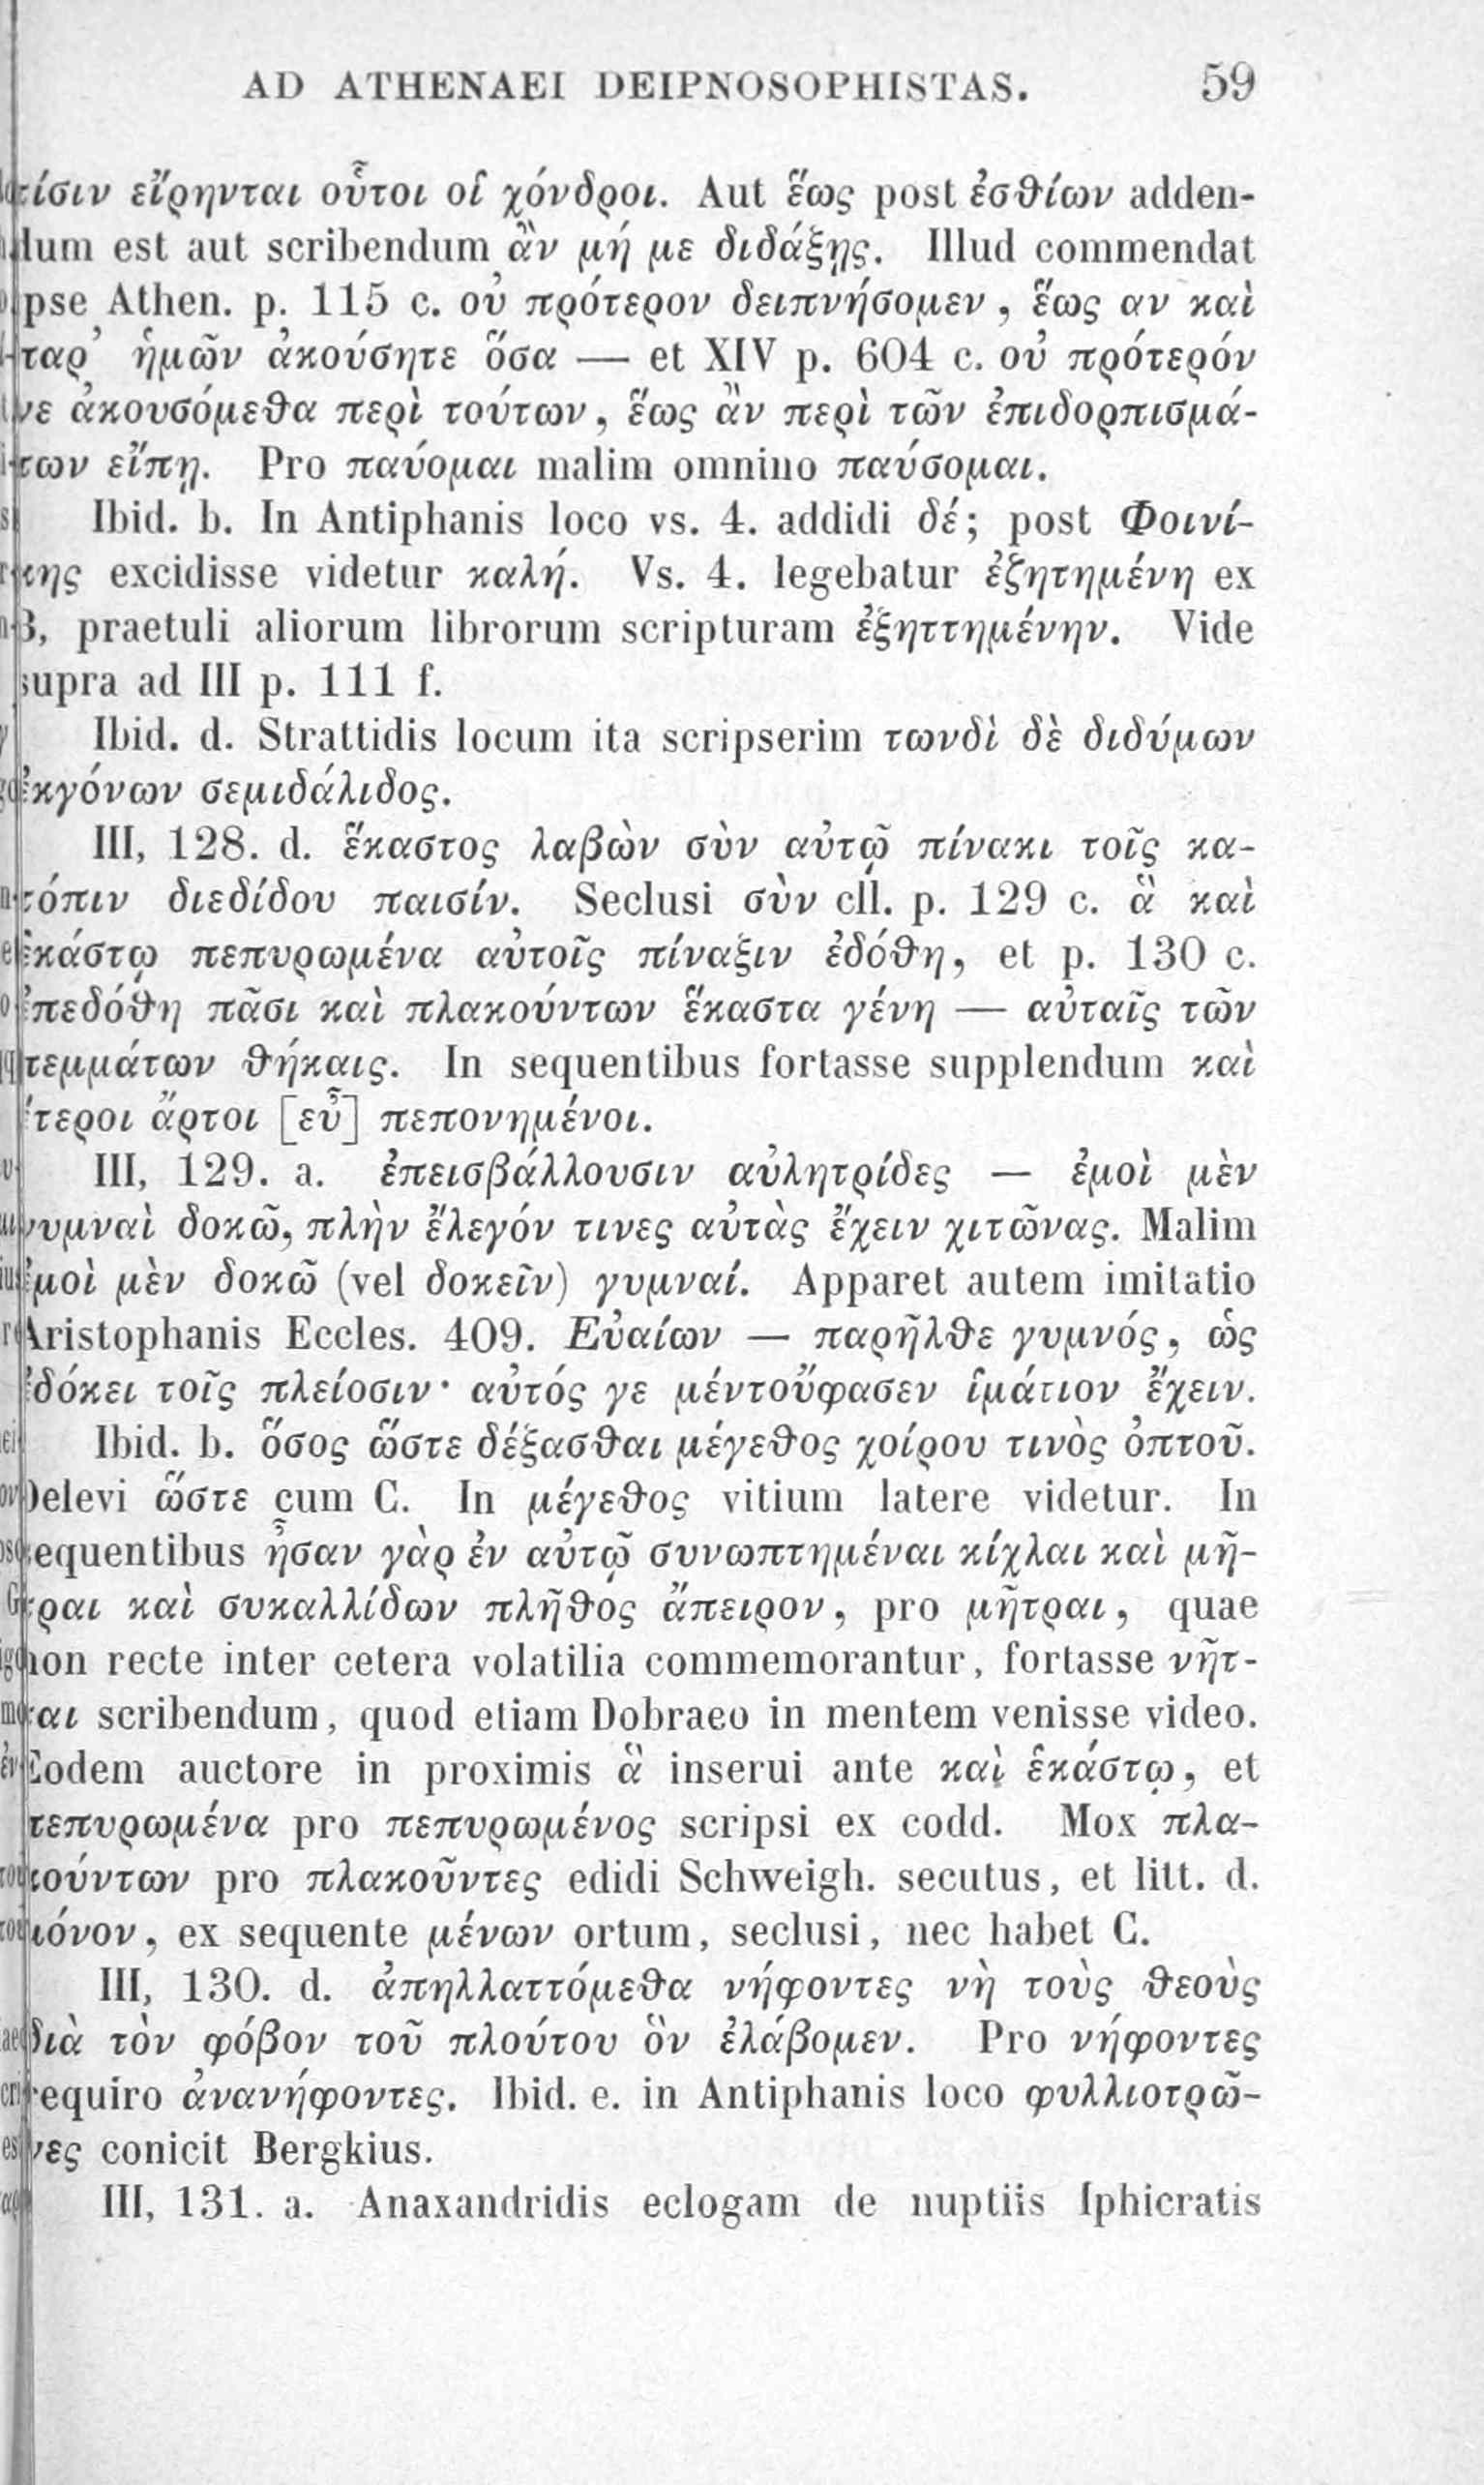 AD ATHENAEI DEIPNOSOPHISTAS. 59
τίσιν εἴρηνται οὗτοι οἱ χόνδροι. Aut ἕως post ἐσθίων adden-
dum est aut scribendum ἂν μή με διδάξῃς. Illud commendat
ipse Athen. p. 115 c. οὐ πρότερον δειπνήσομεν, ἕως αν καὶ
παρ’ ἡμῶν ἀκούσητε ὅσα — et XIV p. 604 c. οὐ πρότερόν
γε ἀκουσόμεθα περὶ τούτων, ἕως ἂν περὶ τῶν ἐπιδορπισμά-
των εἴπῃ. Pro παύομαι malim omnino παύσομαι.
Ibid. b. In Antiphanis loco vs. 4. addidi δέ; post Φοινί-
κης excidisse videtur καλή. Vs. 4. legebatur ἐζητημένη ex
B, praetuli aliorum librorum scripturam ἐξηττημένην. Vide
supra ad III p. 111 f.
Ibid. d. Strattidis locum ita scripserim τωνδὶ δὲ διδύμων
ἐκγόνων σεμιδάλιδος.
III, 128. d. ἕκαστος λαβὼν σὺν αὐτῷ πίνακι τοῖς κα-
τόπιν διεδίδου παισίν. Seclusi σὺν cll. p. 129 c. ἃ καὶ
ἑκάστῳ πεπυρωμένα αὐτοῖς πίναξιν ἐδόθη, et p. 130 c.
ἐπεδόθη πᾶσι καὶ πλακούντων ἕκαστα γένη — αὐταῖς τῶν
πεμμάτων θήκαις. In sequentibus fortasse supplendum καὶ
ἕτεροι ἄρτοι [εὖ] πεπονημένοι.
III, 129. a. ἐπεισβάλλουσιν αὐλητρίδες — ἐμοὶ μὲν
γυμναὶ δοκῶ, πλὴν ἔλεγόν τινες αὐτὰς ἔχειν χιτῶνας. Malim
ἐμοὶ μὲν δοκῶ (vel δοκεῖν) γυμναί. Apparet autem imitatio
Aristophanis Eccles. 409. Εὐαίων — παρῆλθε γυμνός, ὡς
ἐδόκει τοῖς πλείοσιν· αὐτός γε μέντοὔφασεν ἱμάτιον ἔχειν.
Ibid. b. ὅσος ὥστε δέξασθαι μέγεθος χοίρου τινὸς ὀπτοῦ.
Delevi ὥστε cum C. In μέγεθος vitium latere videtur. In
sequentibus ἦσαν γὰρ ἐν αὐτῷ συνωπτημέναι κίχλαι καὶ μῆ-
τραι καὶ συκαλλίδων πλῆθος ἄπειρον, pro μῆτραι, quae
non recte inter cetera volatilia commemorantur, fortasse νῆτ-
ται scribendum, quod etiam Dobraeo in mentem venisse video.
Eodem auctore in proximis ἃ inserui ante καὶ ἑκάστῳ, et
πεπυρωμένα pro πεπυρωμένος scripsi ex codd. Mox πλα-
κούντων pro πλακοῦντες edidi Schweigh. secutus, et litt. d.
μόνον, ex sequente μένων ortum, seclusi, nec habet C.
III, 130. d. ἀπηλλαττόμεθα νήφοντες νὴ τοὺς θεοὺς
διὰ τὸν φόβον τοῦ πλούτου ὃν ἐλάβομεν. Pro νήφοντες
requiro ἀνανήφοντες. Ibid. e. in Antiphanis loco φυλλιοτρῶ-
γες conicit Bergkius.
III, 131. a. Anaxandridis eclogam de nuptiis Iphicratis